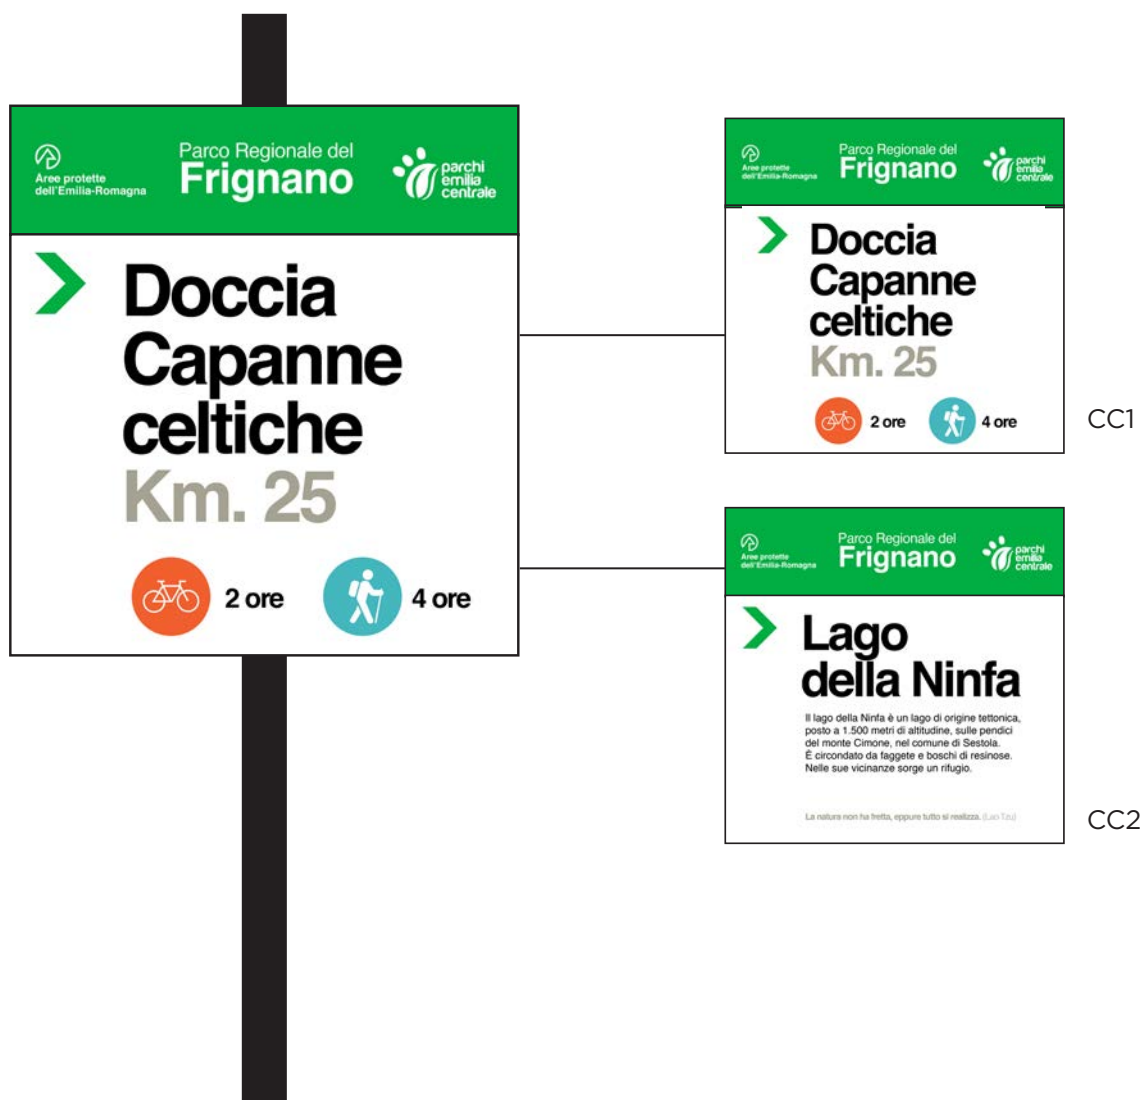 Aree protette
dell'Emilia-Romagna
Parco Regionale del
Frignano
parchi
emilia
centrale
Doccia
Capanne
celtiche
Km. 25
2 ore
4 ore
Aree protette
dell'Emilia-Romagna
Parco Regionale del
Frignano
parchi
emilia
centrale
Doccia
Capanne
celtiche
Km. 25
2 ore
4 ore
CC1
Aree protette
dell'Emilia-Romagna
Parco Regionale del
Frignano
parchi
emilia
centrale
Lago
della Ninfa
Il lago della Ninfa è un lago di origine tettonica,
posto a 1.500 metri di altitudine, sulle pendici
del monte Cimone, nel comune di Sestola.
È circondato da faggete e boschi di resinose.
Nelle sue vicinanze sorge un rifugio.
La natura non ha fretta, eppure tutto si realizza. (Lao Tzu)
CC2